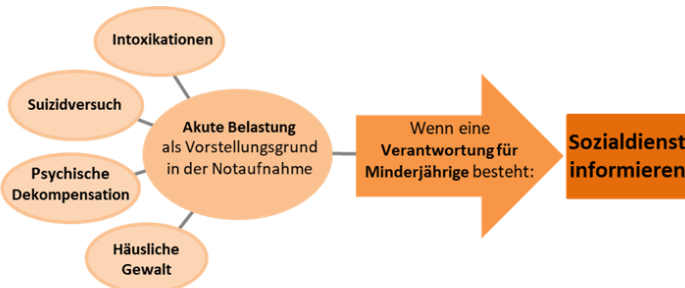 Intoxikationen
Suizidversuch
Psychische
Dekompensation
Häusliche
Gewalt
Akute Belastung
als Vorstellungsgrund
in der Notaufnahme
Wenn eine
Verantwortung für
Minderjährige besteht:
Sozialdienst
informieren